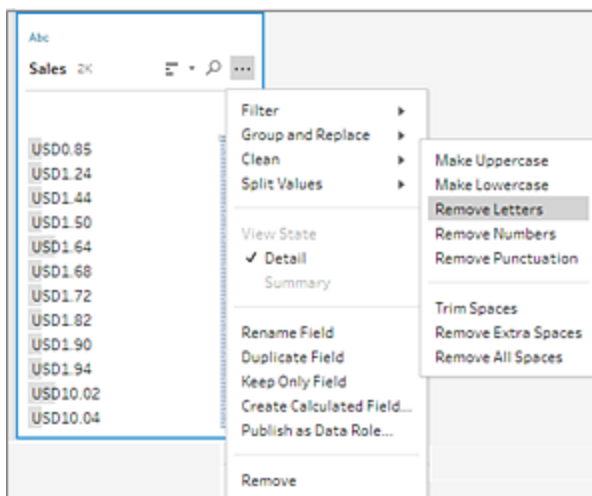 Abc
Sales 2K
USD0.85
USD1.24
USD1.44
USD1.50
USD1.64
USD1.68
USD1.72
USD1.82
USD1.90
USD1.94
USD10.02
USD10.04
Filter
Group and Replace
Clean
Split Values
View State
✓ Detail
Summary
Rename Field
Duplicate Field
Keep Only Field
Create Calculated Field...
Publish as Data Role...
Remove
Make Uppercase
Make Lowercase
Remove Letters
Remove Numbers
Remove Punctuation
Trim Spaces
Remove Extra Spaces
Remove All Spaces